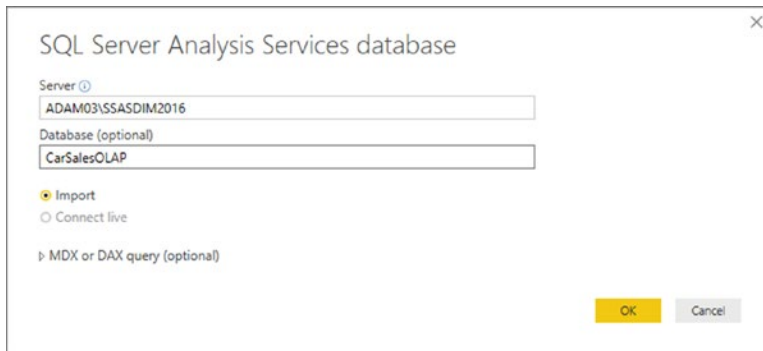 SQL Server Analysis Services database
Server
ADAM03\SSASDIM2016
Database (optional)
CarSalesOLAP
Import
Connect live
MDX or DAX query (optional)
OK Cancel